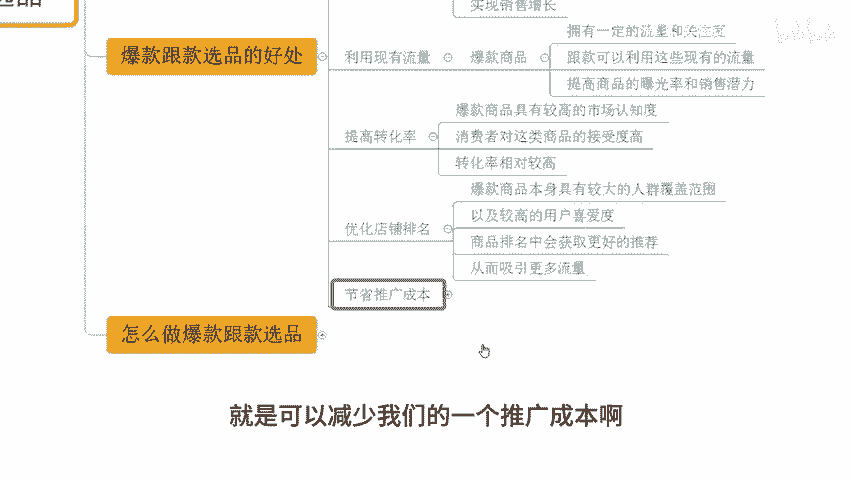 选品
实现销售增长
爆款跟款选品的好处
利用现有流量
爆款商品
拥有一定的流量和关注度
跟款可以利用这些现有的流量
提高商品的曝光率和销售潜力
提高转化率
爆款商品具有较高的市场认知度
消费者对这类商品的接受度高
转化率相对较高
优化店铺排名
爆款商品本身具有较大的人群覆盖范围
以及较高的用户喜爱度
商品排名中会获取更好的推荐
从而吸引更多流量
节省推广成本
怎么做爆款跟款选品
就是可以减少我们的一个推广成本啊